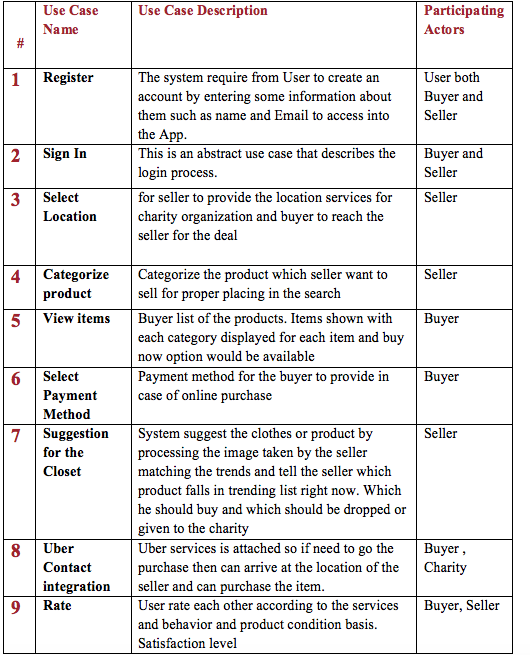 # Use Case Name Use Case Description Participating Actors
1 Register The system require from User to create an account by entering some information about them such as name and Email to access into the App. User both Buyer and Seller
2 Sign In This is an abstract use case that describes the login process. Buyer and Seller
3 Select Location for seller to provide the location services for charity organization and buyer to reach the seller for the deal Seller
4 Categorize product Categorize the product which seller want to sell for proper placing in the search Seller
5 View items Buyer list of the products. Items shown with each category displayed for each item and buy now option would be available Buyer
6 Select Payment Method Payment method for the buyer to provide in case of online purchase Buyer
7 Suggestion for the Closet System suggest the clothes or product by processing the image taken by the seller matching the trends and tell the seller which product falls in trending list right now. Which he should buy and which should be dropped or given to the charity Seller
8 Uber Contact integration Uber services is attached so if need to go the purchase then can arrive at the location of the seller and can purchase the item. Buyer , Charity
9 Rate User rate each other according to the services and behavior and product condition basis. Satisfaction level Buyer, Seller